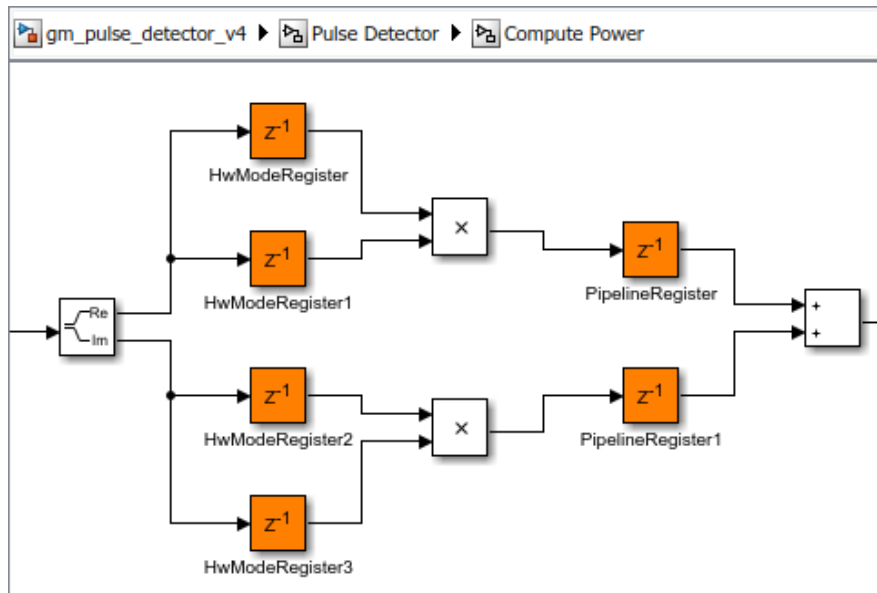 gm_pulse_detector_v4 ▶ Pulse Detector ▶ Compute Power
z⁻¹
HwModeRegister
×
z⁻¹
HwModeRegister1
z⁻¹
PipelineRegister
Re
Im
+
+
z⁻¹
HwModeRegister2
×
z⁻¹
PipelineRegister1
z⁻¹
HwModeRegister3